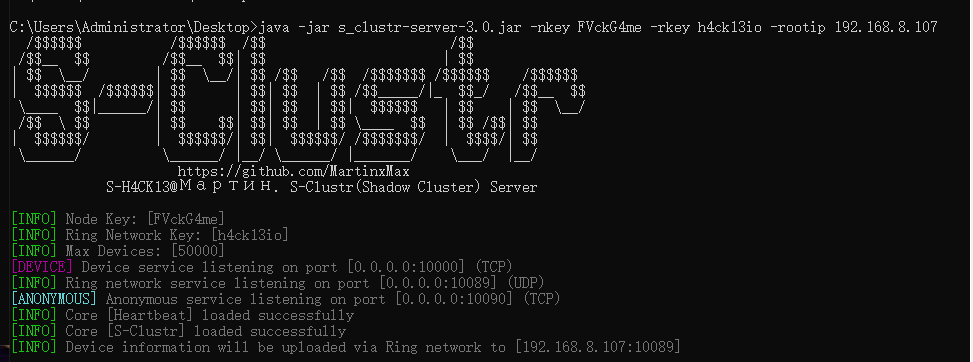 C:\Users\Administrator\Desktop>java -jar s_clustr-server-3.0.jar -nkey FVckG4me -rkey h4ck13io -rootip 192.168.8.107
S-Clustr
https://github.com/MartinxMax
S-H4CK13@Мартин. S-Clustr(Shadow Cluster) Server
[INFO] Node Key: [FVckG4me]
[INFO] Ring Network Key: [h4ck13io]
[INFO] Max Devices: [50000]
[DEVICE] Device service listening on port [0.0.0.0:10000] (TCP)
[INFO] Ring network service listening on port [0.0.0.0:10089] (UDP)
[ANONYMOUS] Anonymous service listening on port [0.0.0.0:10090] (TCP)
[INFO] Core [Heartbeat] loaded successfully
[INFO] Core [S-Clustr] loaded successfully
[INFO] Device information will be uploaded via Ring network to [192.168.8.107:10089]